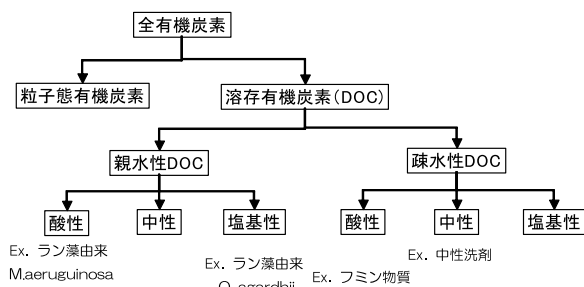 全有機炭素
粒子態有機炭素
溶存有機炭素(DOC)
親水性DOC
疎水性DOC
酸性
中性
塩基性
酸性
中性
塩基性
Ex. ラン藻由来
M.aeruguinosa
Ex. ラン藻由来
O. agardhii
Ex. フミン物質
Ex. 中性洗剤